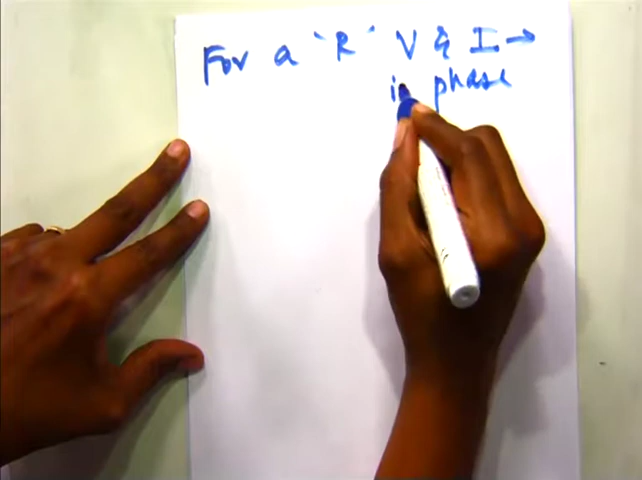 For a 'R' V & I →
in phase